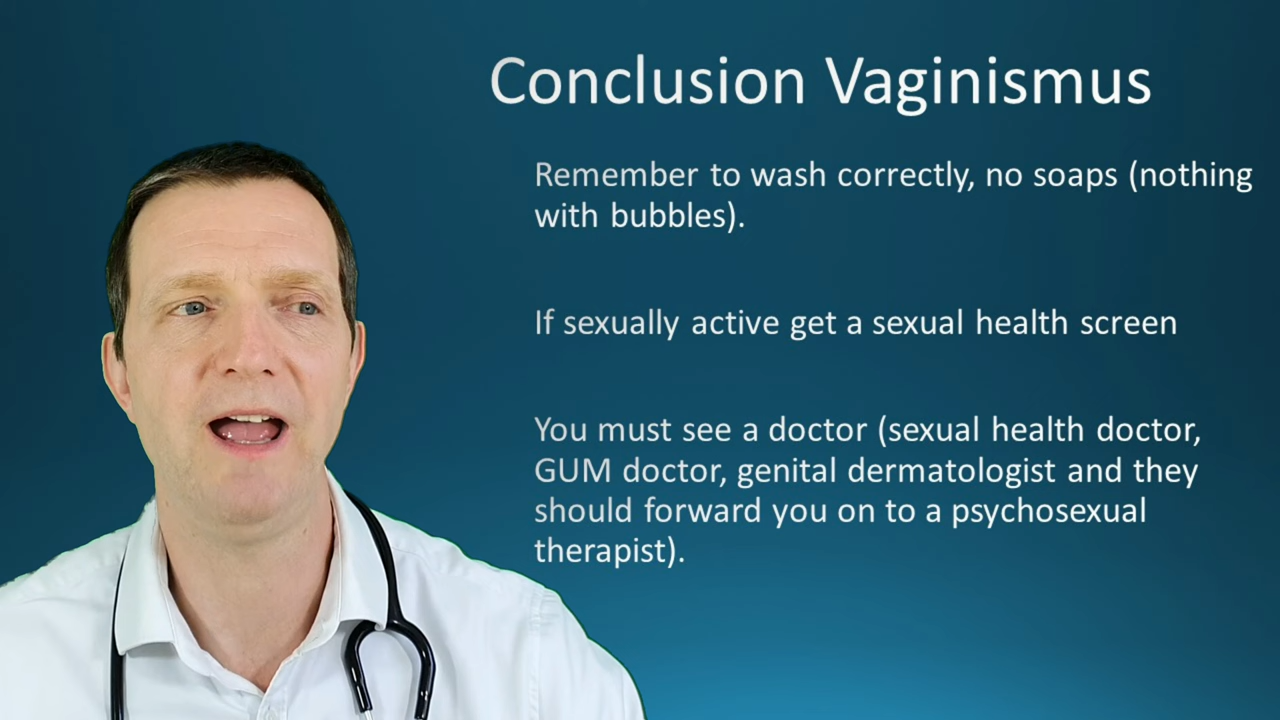 Conclusion Vaginismus
Remember to wash correctly, no soaps (nothing
with bubbles).
If sexually active get a sexual health screen
You must see a doctor (sexual health doctor,
GUM doctor, genital dermatologist and they
should forward you on to a psychosexual
therapist).